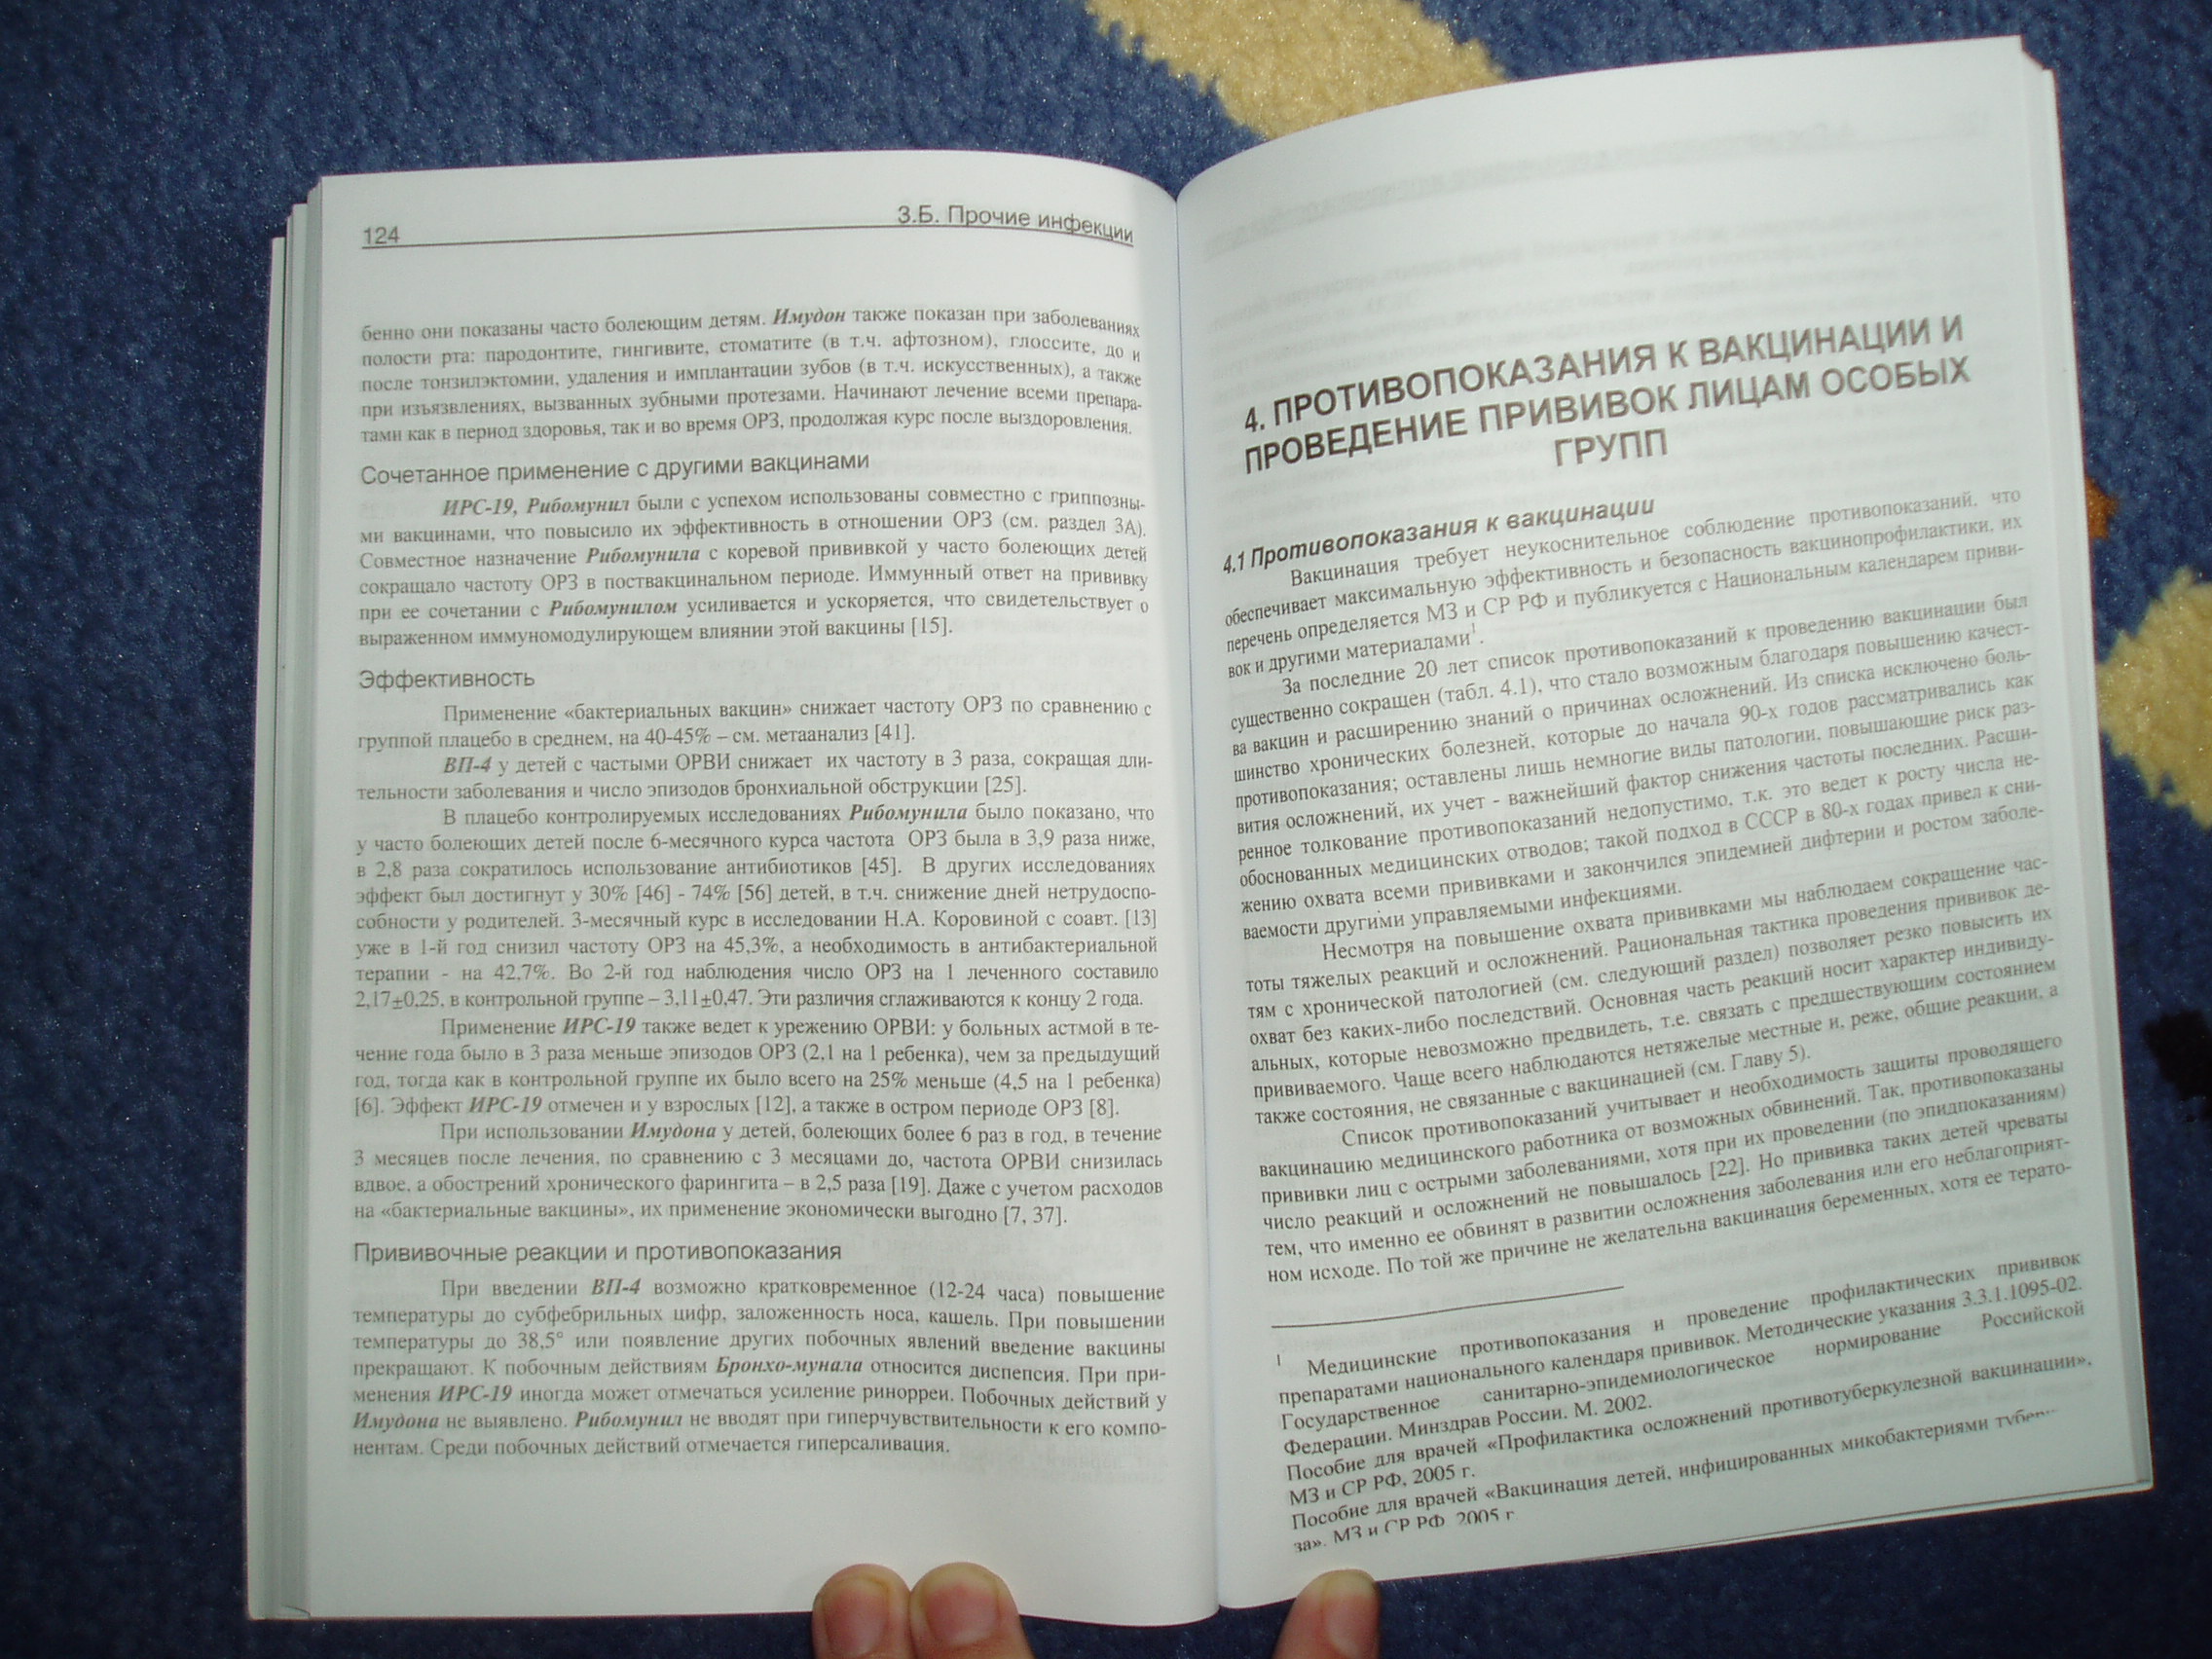 124
3.Б. Прочие инфекции
бенно они показаны часто болеющим детям. Имудон также показан при заболеваниях
полости рта: пародонтите, гингивите, стоматите (в т.ч. афтозном), глоссите, до и
после тонзилэктомии, удаления и имплантации зубов (в т.ч. искусственных), а также
при изъязвлениях, вызванных зубными протезами. Начинают лечение всеми препара-
тами как в период здоровья, так и во время ОРЗ, продолжая курс после выздоровления.
Сочетанное применение с другими вакцинами
ИРС-19, Рибомунил были с успехом использованы совместно с гриппозны-
ми вакцинами, что повысило их эффективность в отношении ОРЗ (см. раздел 3А).
Совместное назначение Рибомунила с коревой прививкой у часто болеющих детей
сокращало частоту ОРЗ в поствакцинальном периоде. Иммунный ответ на прививку
при ее сочетании с Рибомунилом усиливается и ускоряется, что свидетельствует о
выраженном иммуномодулирующем влиянии этой вакцины [15].
Эффективность
Применение «бактериальных вакцин» снижает частоту ОРЗ по сравнению с
группой плацебо в среднем, на 40-45% – см. метаанализ [41].
ВП-4 у детей с частыми ОРВИ снижает их частоту в 3 раза, сокращая дли-
тельности заболевания и число эпизодов бронхиальной обструкции [25].
В плацебо контролируемых исследованиях Рибомунила было показано, что
у часто болеющих детей после 6-месячного курса частота ОРЗ была в 3,9 раза ниже,
в 2,8 раза сократилось использование антибиотиков [45]. В других исследованиях
эффект был достигнут у 30% [46] - 74% [56] детей, в т.ч. снижение дней нетрудоспо-
собности у родителей. 3-месячный курс в исследовании Н.А. Коровиной с соавт. [13]
уже в 1-й год снизил частоту ОРЗ на 45,3%, а необходимость в антибактериальной
терапии - на 42,7%. Во 2-й год наблюдения число ОРЗ на 1 леченного составило
2,17±0,25, в контрольной группе – 3,11±0,47. Эти различия сглаживаются к концу 2 года.
Применение ИРС-19 также ведет к урежению ОРВИ: у больных астмой в те-
чение года было в 3 раза меньше эпизодов ОРЗ (2,1 на 1 ребенка), чем за предыдущий
год, тогда как в контрольной группе их было всего на 25% меньше (4,5 на 1 ребенка)
[6]. Эффект ИРС-19 отмечен и у взрослых [12], а также в остром периоде ОРЗ [8].
При использовании Имудона у детей, болеющих более 6 раз в год, в течение
3 месяцев после лечения, по сравнению с 3 месяцами до, частота ОРВИ снизилась
вдвое, а обострений хронического фарингита – в 2,5 раза [19]. Даже с учетом расходов
на «бактериальные вакцины», их применение экономически выгодно [7, 37].
Прививочные реакции и противопоказания
При введении ВП-4 возможно кратковременное (12-24 часа) повышение
температуры до субфебрильных цифр, заложенность носа, кашель. При повышении
температуры до 38,5° или появление других побочных явлений введение вакцины
прекращают. К побочным действиям Бронхо-мунала относится диспепсия. При при-
менения ИРС-19 иногда может отмечаться усиление ринорреи. Побочных действий у
Имудона не выявлено. Рибомунил не вводят при гиперчувствительности к его компо-
нентам. Среди побочных действий отмечается гиперсаливация.
4. ПРОТИВОПОКАЗАНИЯ К ВАКЦИНАЦИИ И
ПРОВЕДЕНИЕ ПРИВИВОК ЛИЦАМ ОСОБЫХ
ГРУПП
4.1 Противопоказания к вакцинации
Вакцинация требует неукоснительное соблюдение противопоказаний, что
обеспечивает максимальную эффективность и безопасность вакцинопрофилактики, их
перечень определяется МЗ и СР РФ и публикуется с Национальным календарем приви-
вок и другими материалами¹.
За последние 20 лет список противопоказаний к проведению вакцинации был
существенно сокращен (табл. 4.1), что стало возможным благодаря повышению качест-
ва вакцин и расширению знаний о причинах осложнений. Из списка исключено боль-
шинство хронических болезней, которые до начала 90-х годов рассматривались как
противопоказания; оставлены лишь немногие виды патологии, повышающие риск раз-
вития осложнений, их учет - важнейший фактор снижения частоты последних. Расши-
ренное толкование противопоказаний недопустимо, т.к. это ведет к росту числа не-
обоснованных медицинских отводов; такой подход в СССР в 80-х годах привел к сни-
жению охвата всеми прививками и закончился эпидемией дифтерии и ростом заболе-
ваемости другими управляемыми инфекциями.
Несмотря на повышение охвата прививками мы наблюдаем сокращение час-
тоты тяжелых реакций и осложнений. Рациональная тактика проведения прививок де-
тям с хронической патологией (см. следующий раздел) позволяет резко повысить их
охват без каких-либо последствий. Основная часть реакций носит характер индивиду-
альных, которые невозможно предвидеть, т.е. связать с предшествующим состоянием
прививаемого. Чаще всего наблюдаются нетяжелые местные и, реже, общие реакции, а
также состояния, не связанные с вакцинацией (см. Главу 5).
Список противопоказаний учитывает и необходимость защиты проводящего
вакцинацию медицинского работника от возможных обвинений. Так, противопоказаны
прививки лиц с острыми заболеваниями, хотя при их проведении (по эпидпоказаниям)
число реакций и осложнений не повышалось [22]. Но прививка таких детей чреваты
тем, что именно ее обвинят в развитии осложнения заболевания или его неблагоприят-
ном исходе. По той же причине не желательна вакцинация беременных, хотя ее терато-
1 Медицинские противопоказания и проведение профилактических прививок
препаратами национального календаря прививок. Методические указания 3.3.1.1095-02.
Государственное санитарно-эпидемиологическое нормирование Российской
Федерации. Минздрав России. М. 2002.
Пособие для врачей «Профилактика осложнений противотуберкулезной вакцинации»,
МЗ и СР РФ, 2005 г.
Пособие для врачей «Вакцинация детей, инфицированных микобактериями
за». МЗ и СР РФ 2005 г